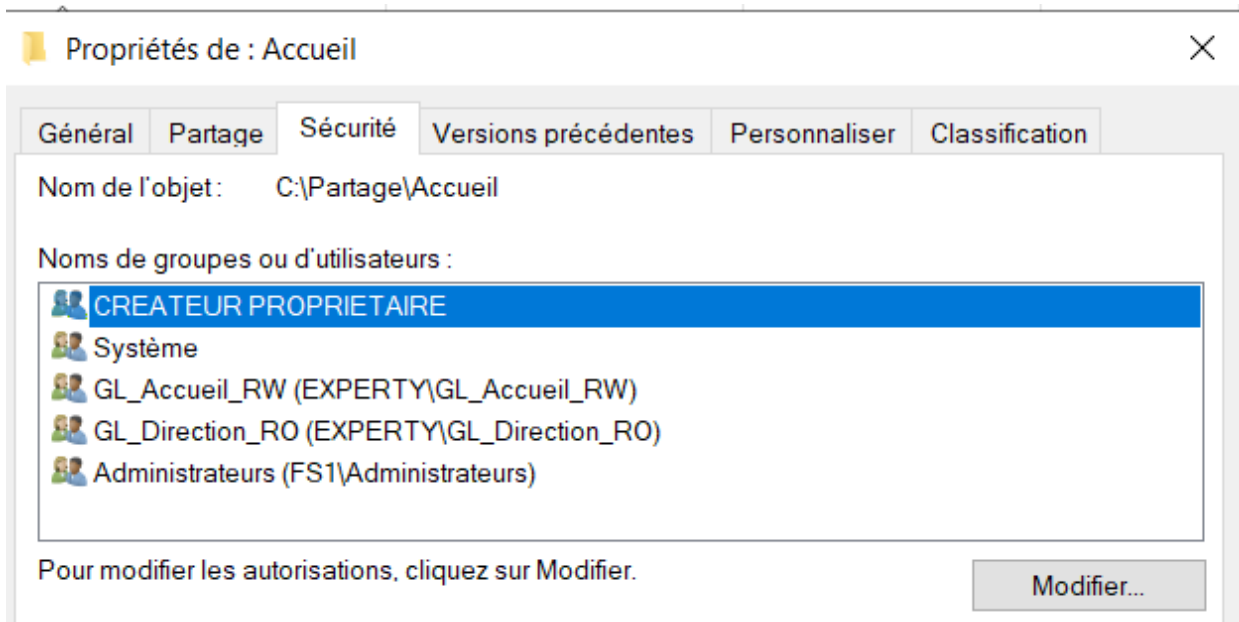 Propriétés de : Accueil
Général Partage Sécurité Versions précédentes Personnaliser Classification
Nom de l'objet : C:\Partage\Accueil
Noms de groupes ou d'utilisateurs :
CREATEUR PROPRIETAIRE
Système
GL_Accueil_RW (EXPERTY\GL_Accueil_RW)
GL_Direction_RO (EXPERTY\GL_Direction_RO)
Administrateurs (FS1\Administrateurs)
Pour modifier les autorisations, cliquez sur Modifier.
Modifier...